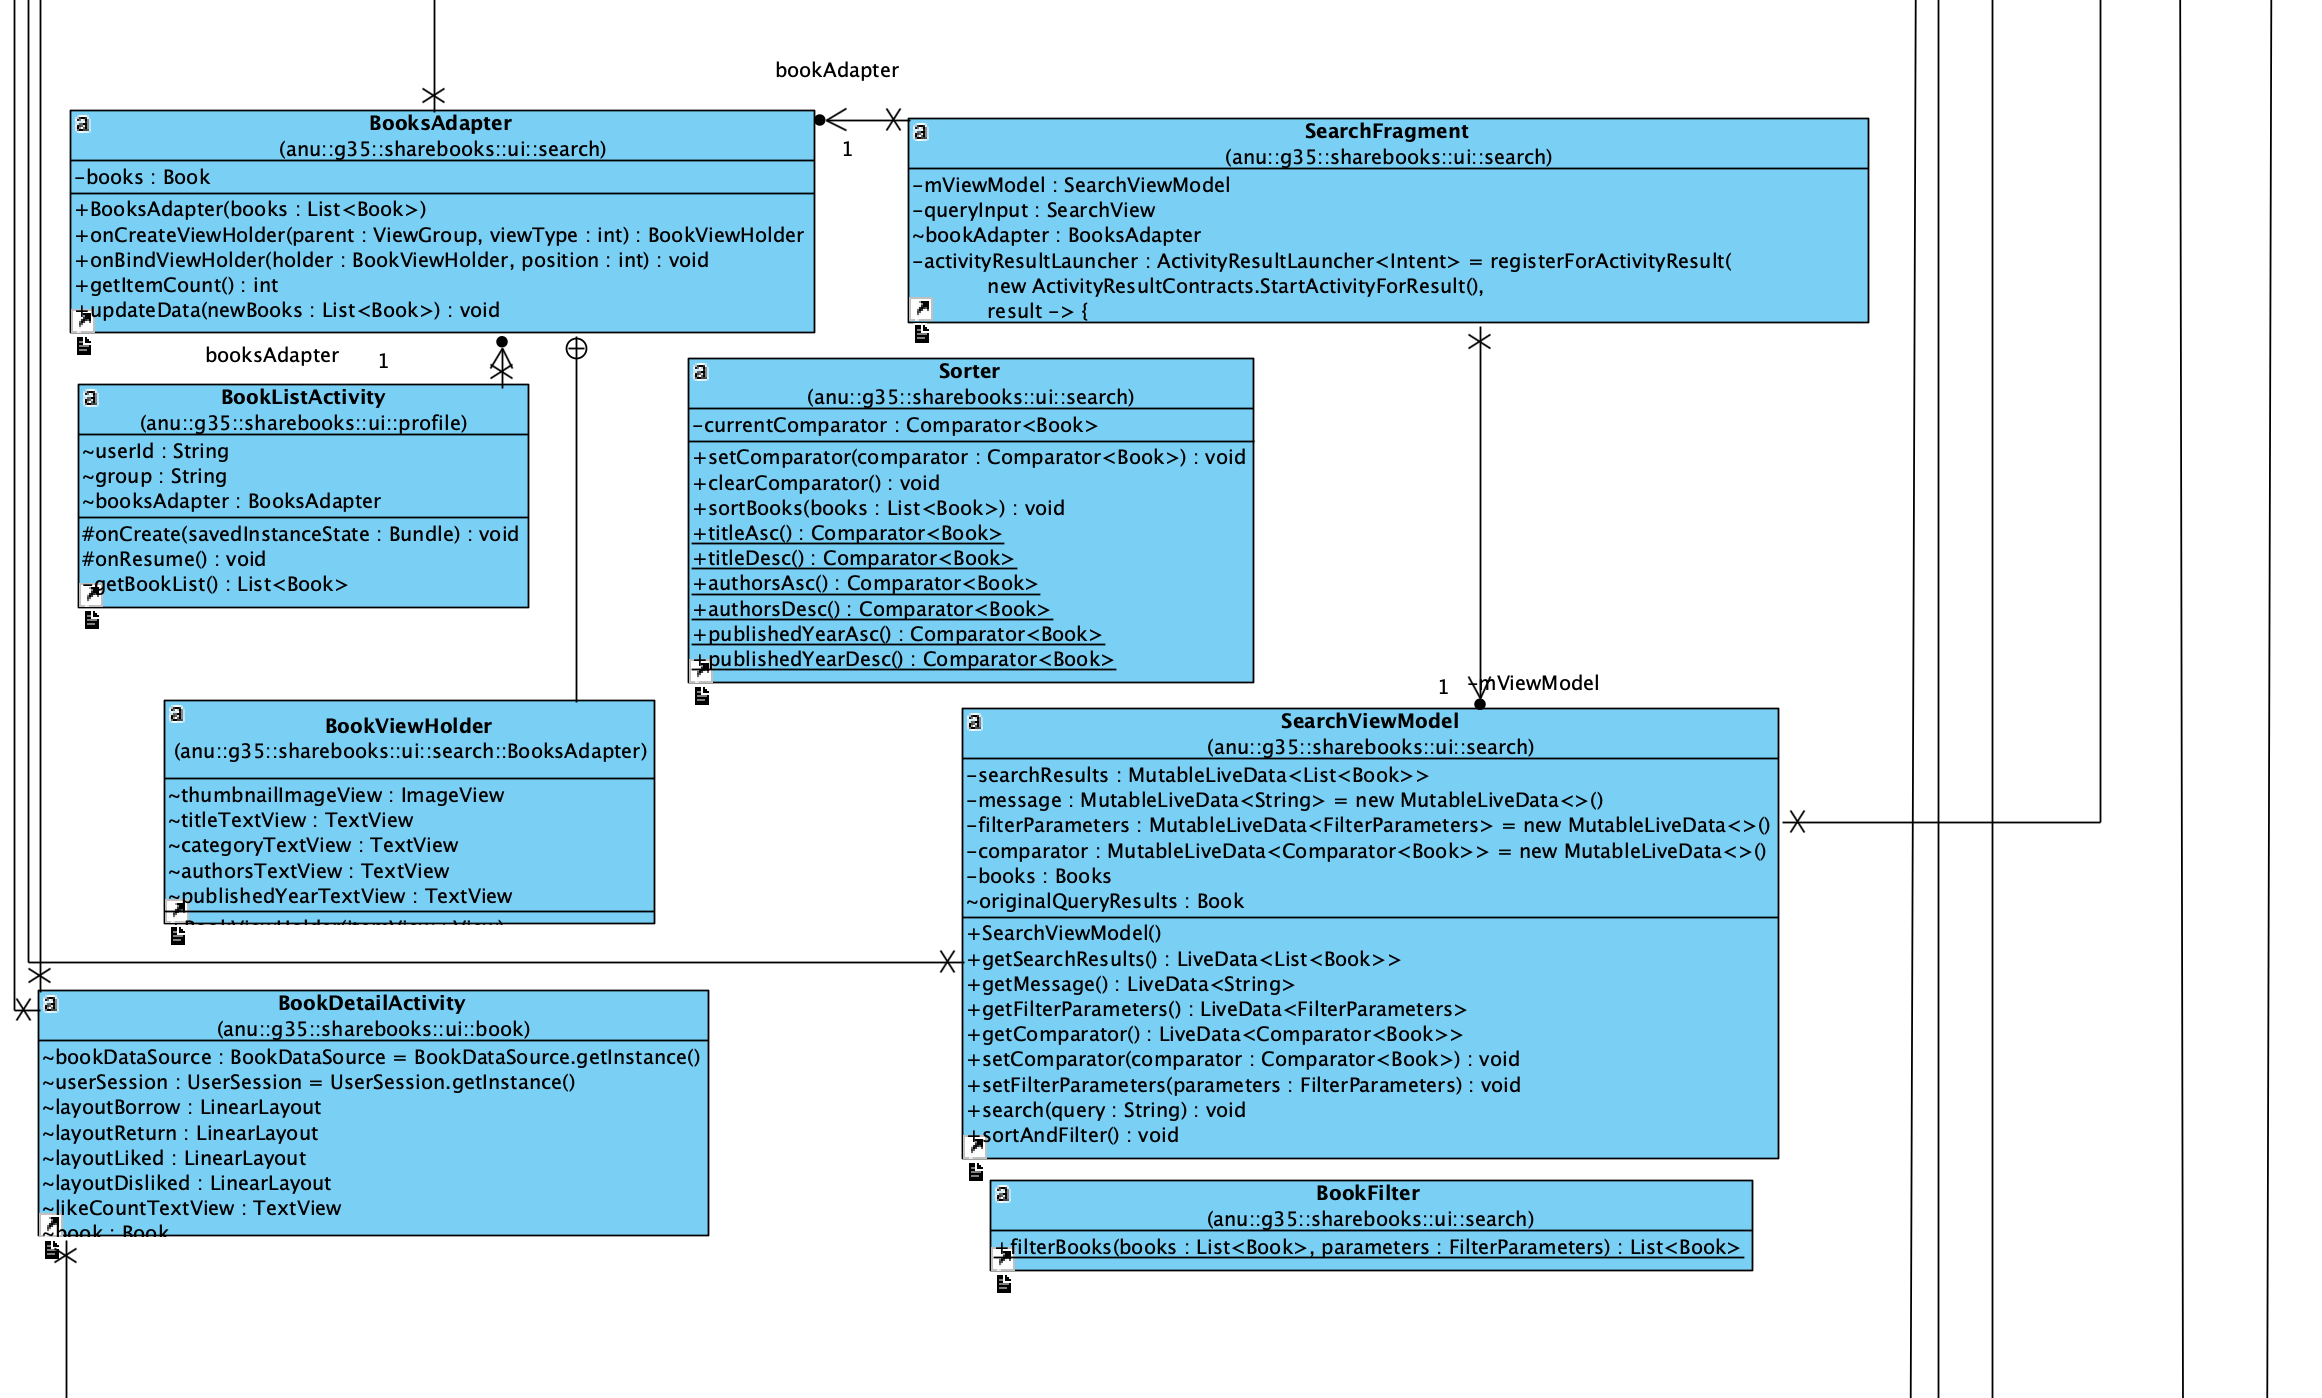 bookAdapter
1
BooksAdapter
(anu::g35::sharebooks::ui::search)
-books : Book
+BooksAdapter(books : List<Book>)
+onCreateViewHolder(parent : ViewGroup, viewType : int) : BookViewHolder
+onBindViewHolder(holder : BookViewHolder, position : int) : void
+getItemCount() : int
+updateData(newBooks : List<Book>) : void
SearchFragment
(anu::g35::sharebooks::ui::search)
-mViewModel : SearchViewModel
-queryInput : SearchView
~bookAdapter : BooksAdapter
-activityResultLauncher : ActivityResultLauncher<Intent> = registerForActivityResult(
new ActivityResultContracts.StartActivityForResult(),
result -> {
booksAdapter
1
BookListActivity
(anu::g35::sharebooks::ui::profile)
~userId : String
~group : String
~booksAdapter : BooksAdapter
#onCreate(savedInstanceState : Bundle) : void
#onResume() : void
-getBookList() : List<Book>
Sorter
(anu::g35::sharebooks::ui::search)
-currentComparator : Comparator<Book>
+setComparator(comparator : Comparator<Book>) : void
+clearComparator() : void
+sortBooks(books : List<Book>) : void
+titleAsc() : Comparator<Book>
+titleDesc() : Comparator<Book>
+authorsAsc() : Comparator<Book>
+authorsDesc() : Comparator<Book>
+publishedYearAsc() : Comparator<Book>
+publishedYearDesc() : Comparator<Book>
1
-mViewModel
BookViewHolder
(anu::g35::sharebooks::ui::search::BooksAdapter)
~thumbnailImageView : ImageView
~titleTextView : TextView
~categoryTextView : TextView
~authorsTextView : TextView
~publishedYearTextView : TextView
SearchViewModel
(anu::g35::sharebooks::ui::search)
-searchResults : MutableLiveData<List<Book>>
-message : MutableLiveData<String> = new MutableLiveData<>()
-filterParameters : MutableLiveData<FilterParameters> = new MutableLiveData<>()
-comparator : MutableLiveData<Comparator<Book>> = new MutableLiveData<>()
-books : Books
~originalQueryResults : Book
+SearchViewModel()
+getSearchResults() : LiveData<List<Book>>
+getMessage() : LiveData<String>
+getFilterParameters() : LiveData<FilterParameters>
+getComparator() : LiveData<Comparator<Book>>
+setComparator(comparator : Comparator<Book>) : void
+setFilterParameters(parameters : FilterParameters) : void
+search(query : String) : void
+sortAndFilter() : void
BookDetailActivity
(anu::g35::sharebooks::ui::book)
~bookDataSource : BookDataSource = BookDataSource.getInstance()
~userSession : UserSession = UserSession.getInstance()
~layoutBorrow : LinearLayout
~layoutReturn : LinearLayout
~layoutLiked : LinearLayout
~layoutDisliked : LinearLayout
~likeCountTextView : TextView
~book : Book
BookFilter
(anu::g35::sharebooks::ui::search)
+filterBooks(books : List<Book>, parameters : FilterParameters) : List<Book>